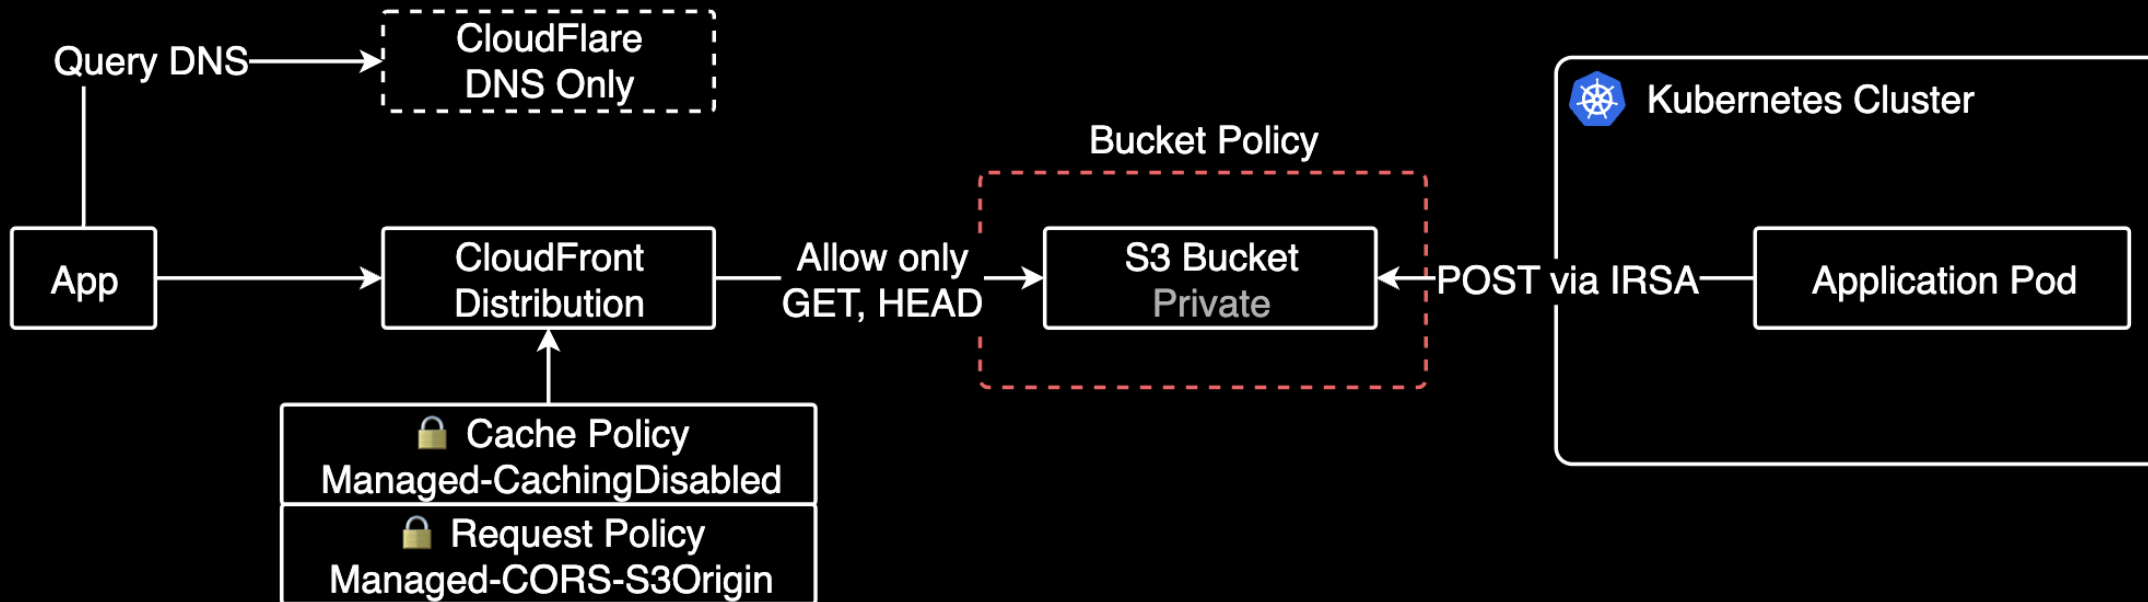 Query DNS
CloudFlare
DNS Only
Kubernetes Cluster
Bucket Policy
App
CloudFront
Distribution
Allow only
GET, HEAD
S3 Bucket
Private
POST via IRSA
Application Pod
🔒 Cache Policy
Managed-CachingDisabled
🔒 Request Policy
Managed-CORS-S3Origin